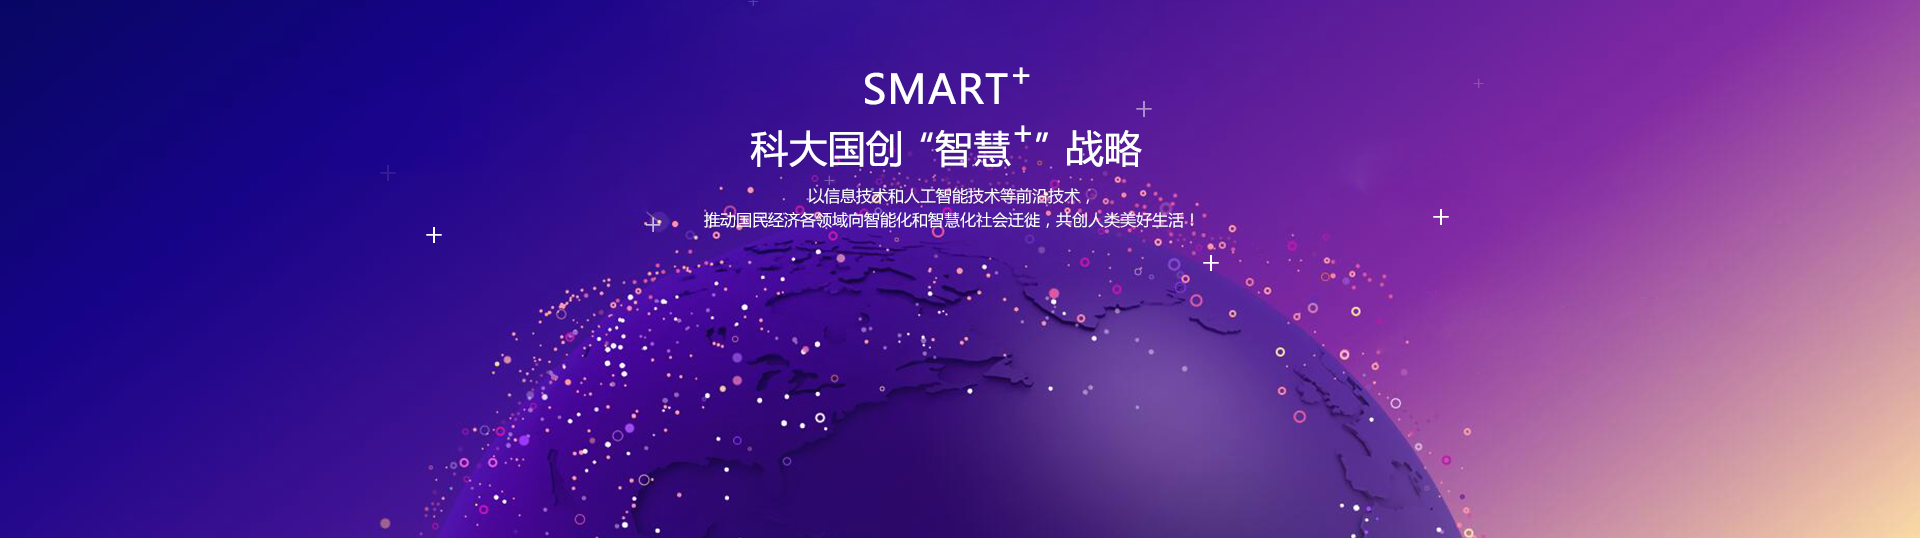 SMART⁺
科大国创“智慧⁺”战略
以信息技术和人工智能技术等前沿技术，
推动国民经济各领域向智能化和智慧化社会迁徙，共创人类美好生活！